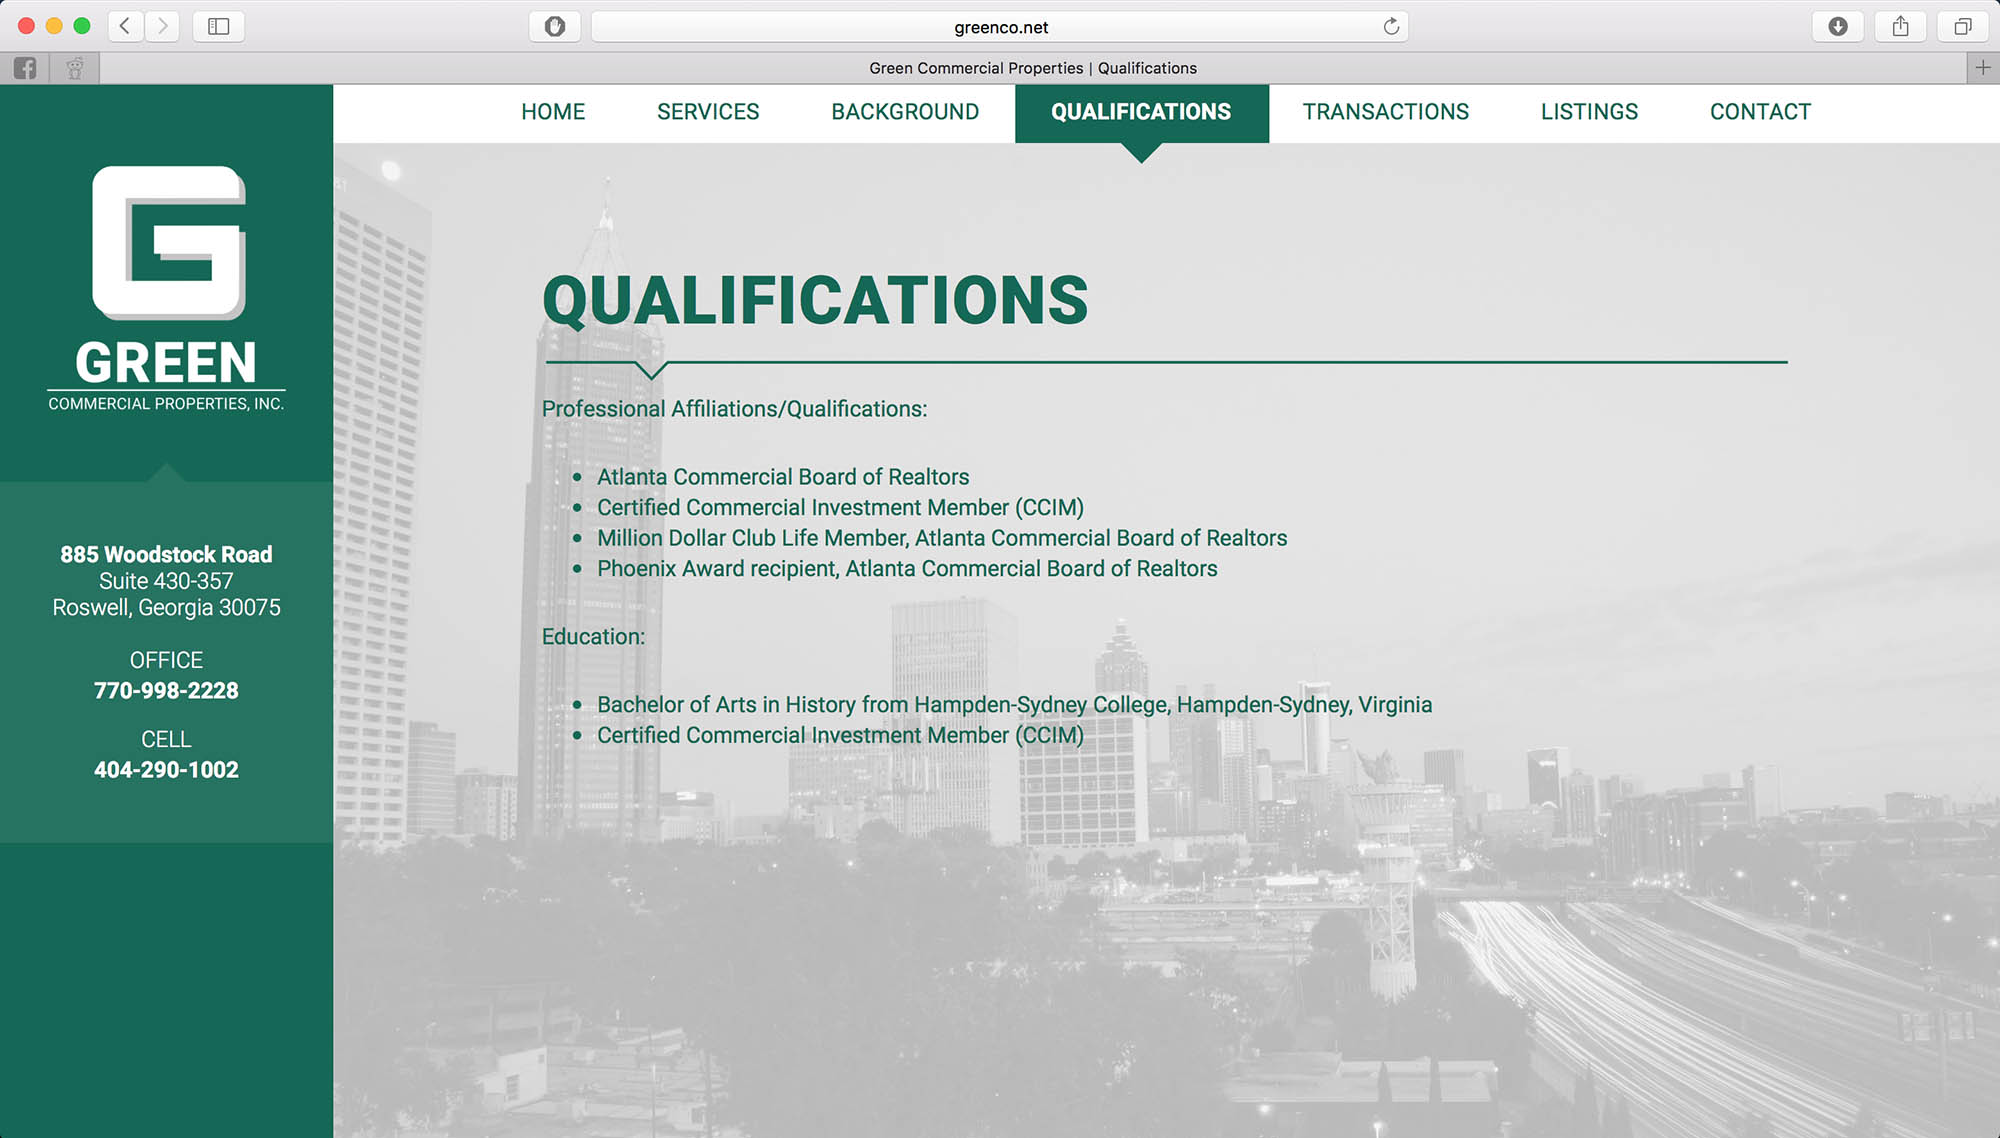 greenco.net
Green Commercial Properties | Qualifications
HOME SERVICES BACKGROUND QUALIFICATIONS TRANSACTIONS LISTINGS CONTACT
G
GREEN
COMMERCIAL PROPERTIES, INC.
885 Woodstock Road
Suite 430-357
Roswell, Georgia 30075
OFFICE
770-998-2228
CELL
404-290-1002
QUALIFICATIONS
Professional Affiliations/Qualifications:
• Atlanta Commercial Board of Realtors
• Certified Commercial Investment Member (CCIM)
• Million Dollar Club Life Member, Atlanta Commercial Board of Realtors
• Phoenix Award recipient, Atlanta Commercial Board of Realtors
Education:
• Bachelor of Arts in History from Hampden-Sydney College, Hampden-Sydney, Virginia
• Certified Commercial Investment Member (CCIM)